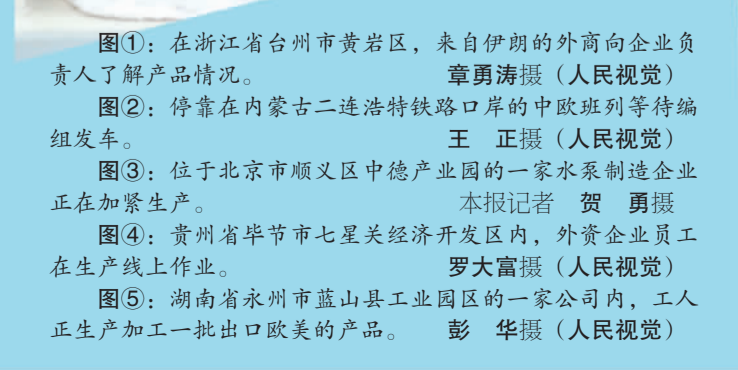 图①：在浙江省台州市黄岩区，来自伊朗的外商向企业负
责人了解产品情况。 章勇涛摄（人民视觉）
图②：停靠在内蒙古二连浩特铁路口岸的中欧班列等待编
组发车。 王　正摄（人民视觉）
图③：位于北京市顺义区中德产业园的一家水泵制造企业
正在加紧生产。 本报记者　贺　勇摄
图④：贵州省毕节市七星关经济开发区内，外资企业员工
在生产线上作业。 罗大富摄（人民视觉）
图⑤：湖南省永州市蓝山县工业园区的一家公司内，工人
正生产加工一批出口欧美的产品。 彭　华摄（人民视觉）